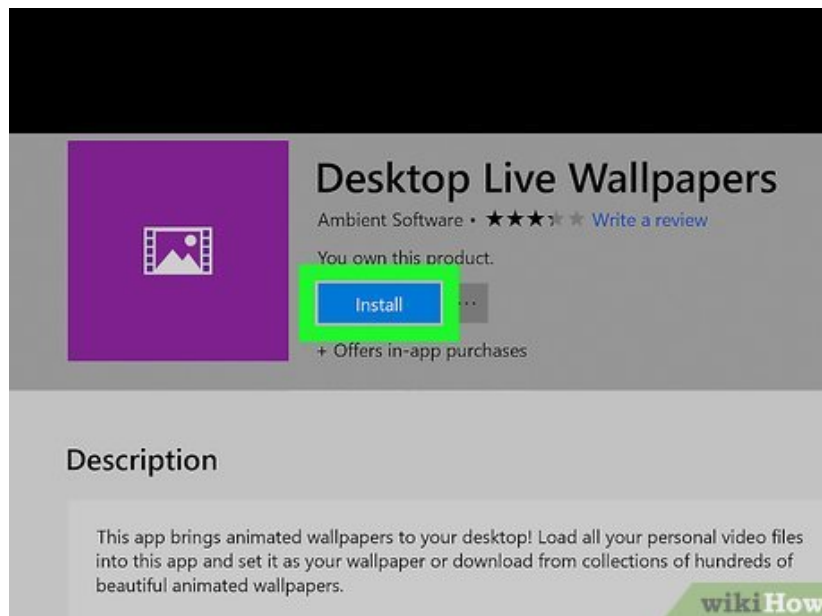 Desktop Live Wallpapers
Ambient Software • ★★★★★ Write a review
You own this product.
Install ...
+ Offers in-app purchases
Description
This app brings animated wallpapers to your desktop! Load all your personal video files
into this app and set it as your wallpaper or download from collections of hundreds of
beautiful animated wallpapers.
wikiHow